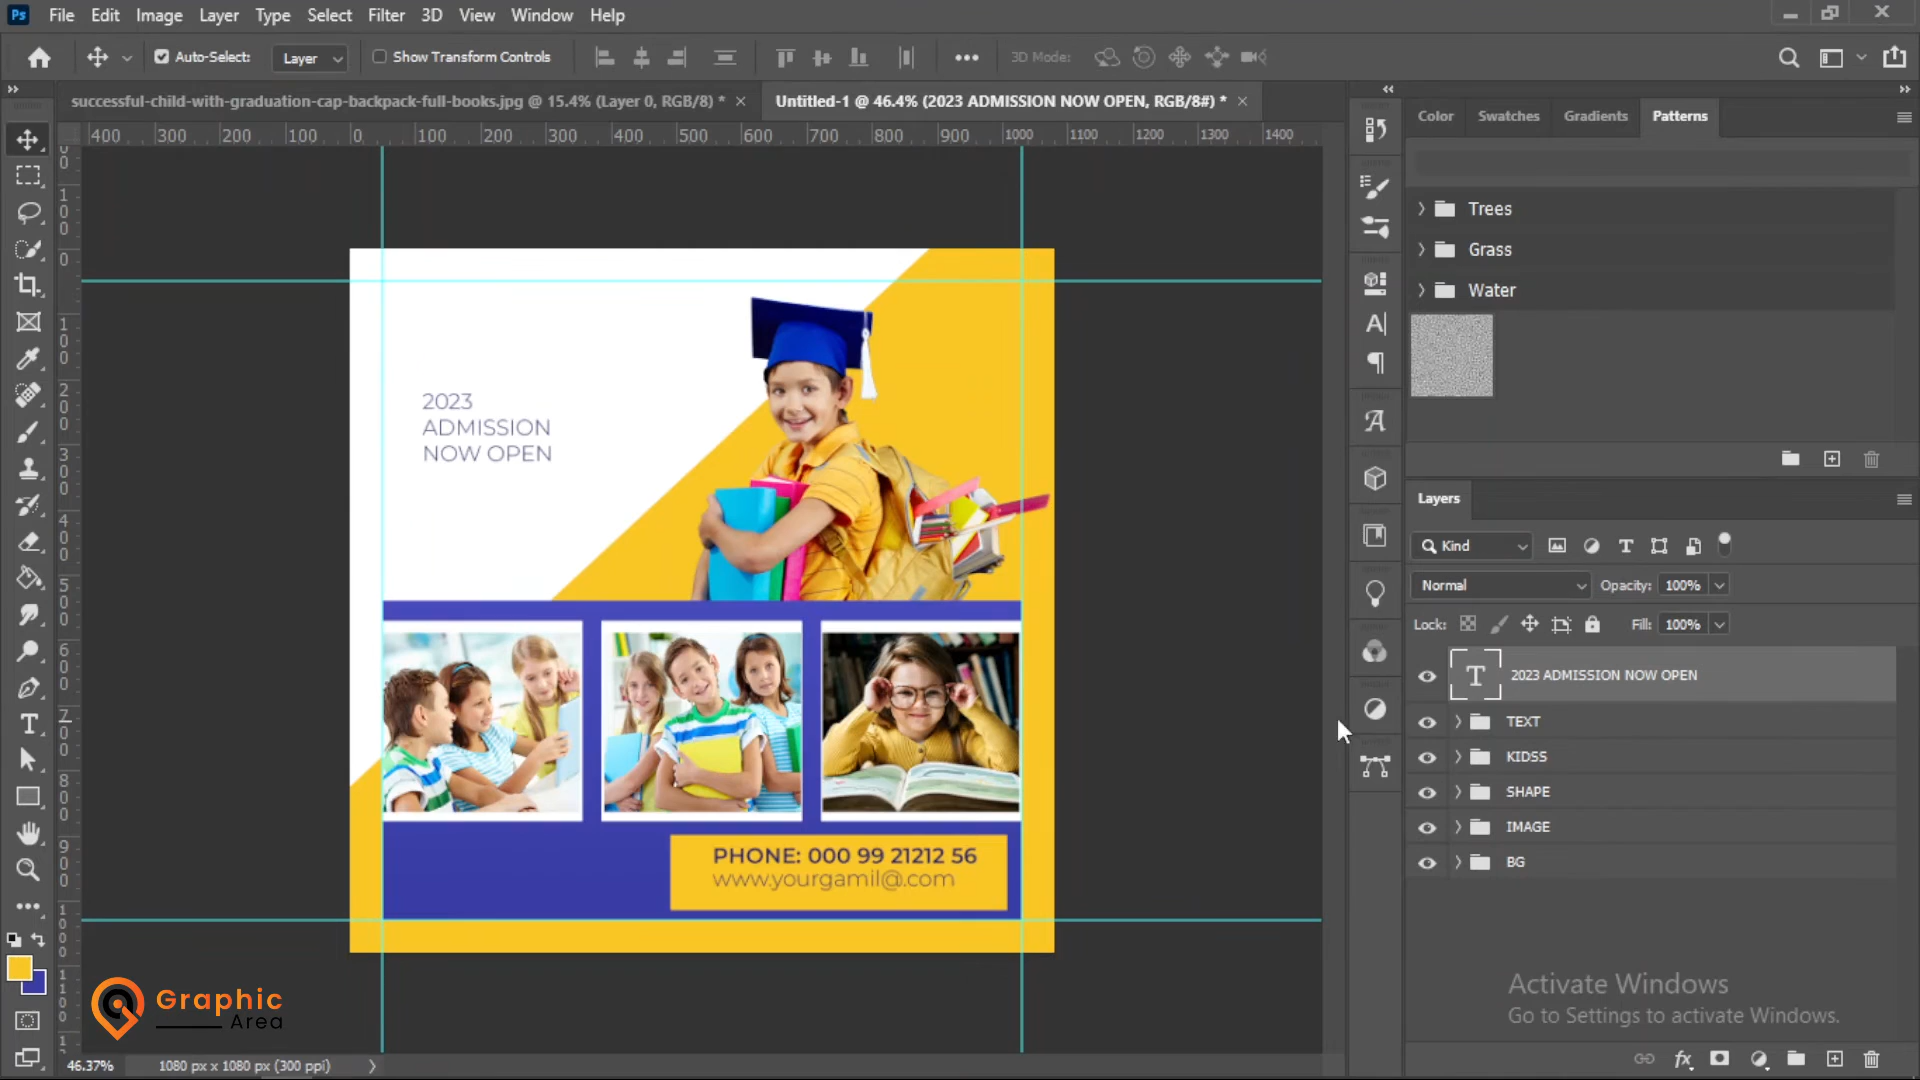 Ps File Edit Image Layer Type Select Filter 3D View Window Help
Auto-Select: Layer Show Transform Controls 3D Mode:
successful-child-with-graduation-cap-backpack-full-books.jpg @ 15.4% (Layer 0, RGB/8) *
Untitled-1 @ 46.4% (2023 ADMISSION NOW OPEN, RGB/8#) *
400 300 200 100 0 100 200 300 400 500 600 700 800 900 1000 1100 1200 1300 1400
Color Swatches Gradients Patterns
Trees
Grass
Water
2023
ADMISSION
NOW OPEN
PHONE: 000 99 21212 56
www.yourgamil@.com
Layers
Kind
Normal Opacity: 100%
Lock: Fill: 100%
2023 ADMISSION NOW OPEN
TEXT
KIDSS
SHAPE
IMAGE
BG
Activate Windows
Go to Settings to activate Windows.
Graphic
Area
46.37% 1080 px x 1080 px (300 ppi)